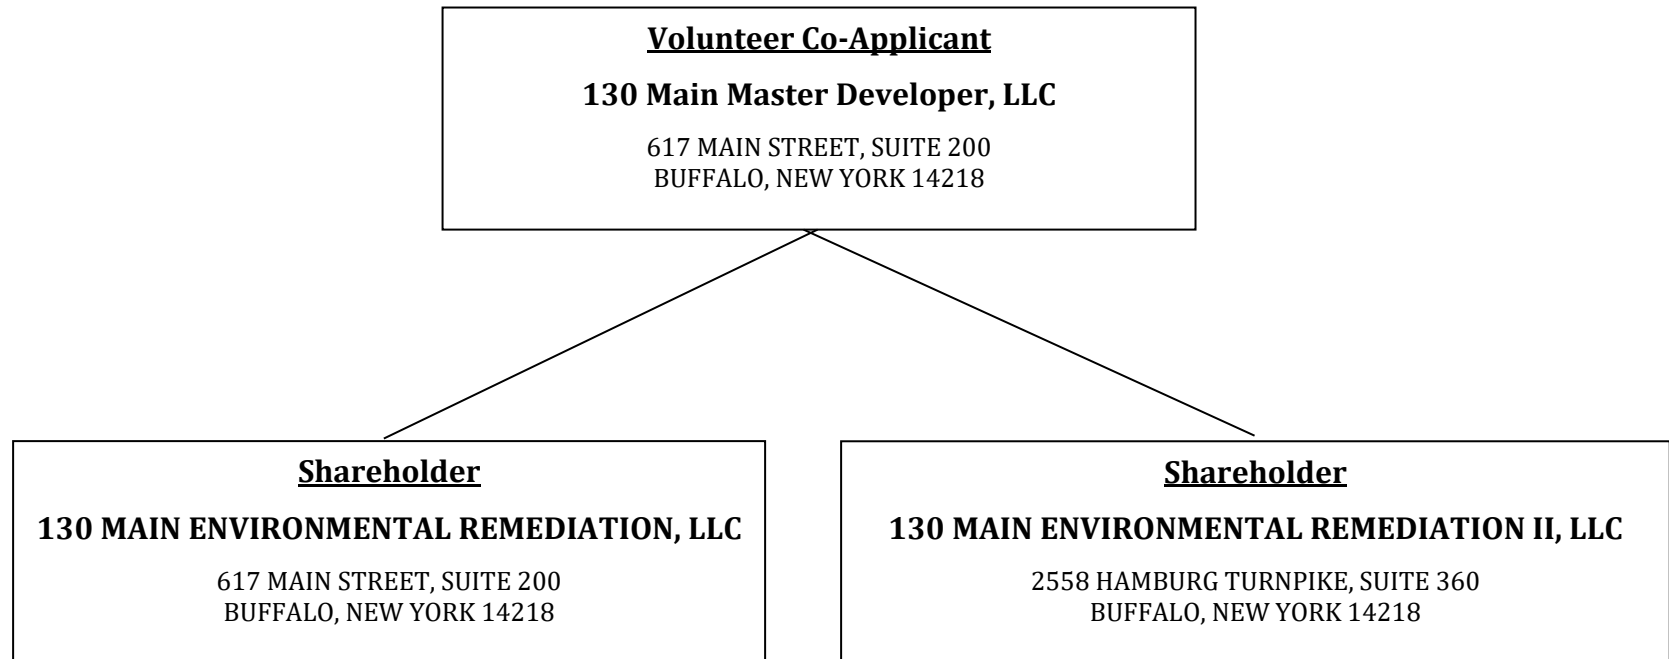 Volunteer Co-Applicant
130 Main Master Developer, LLC
617 MAIN STREET, SUITE 200
BUFFALO, NEW YORK 14218
Shareholder
130 MAIN ENVIRONMENTAL REMEDIATION, LLC
617 MAIN STREET, SUITE 200
BUFFALO, NEW YORK 14218
Shareholder
130 MAIN ENVIRONMENTAL REMEDIATION II, LLC
2558 HAMBURG TURNPIKE, SUITE 360
BUFFALO, NEW YORK 14218